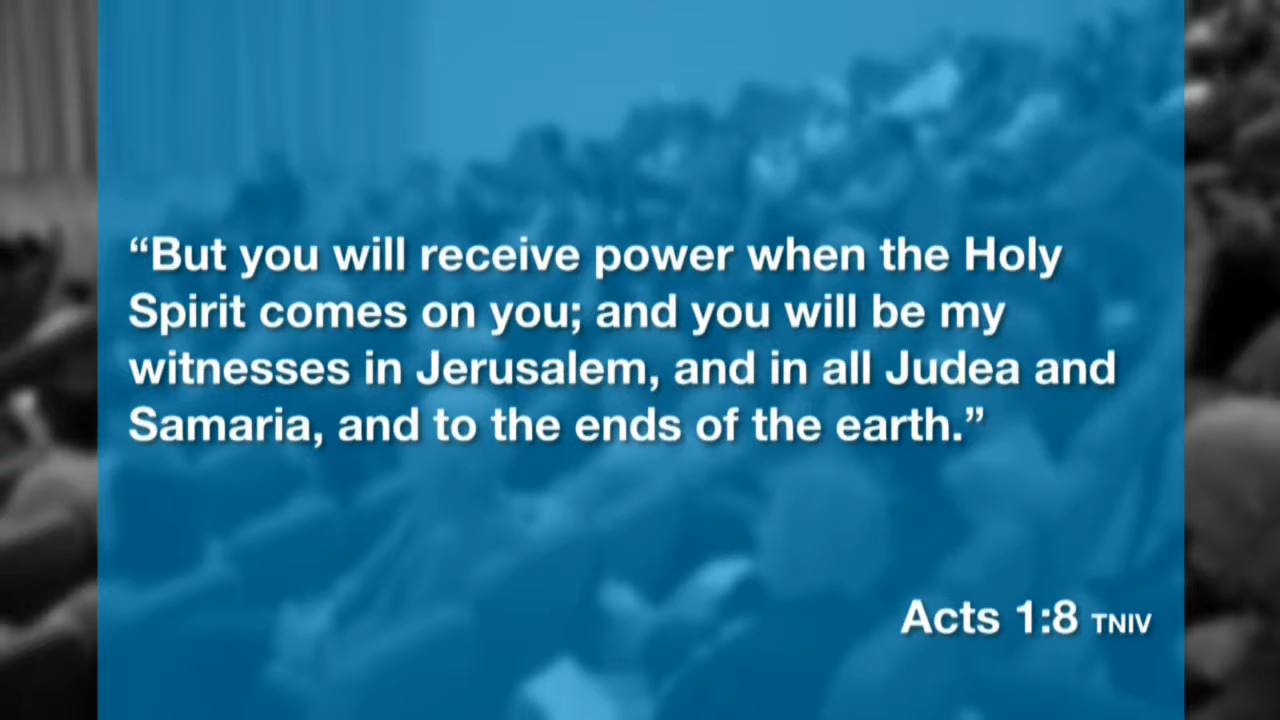 “But you will receive power when the Holy
Spirit comes on you; and you will be my
witnesses in Jerusalem, and in all Judea and
Samaria, and to the ends of the earth.”
Acts 1:8 TNIV